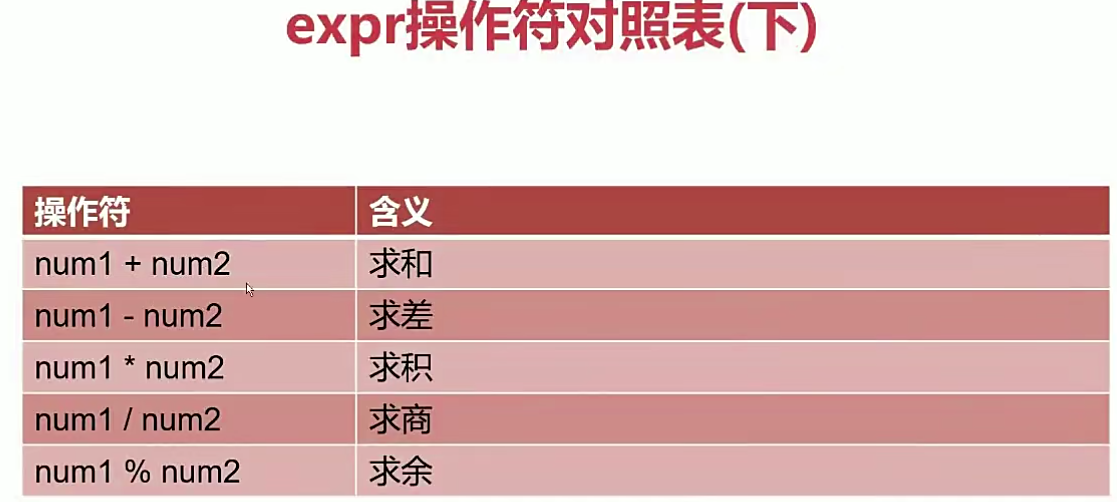 expr操作符对照表(下)
操作符 含义
num1 + num2 求和
num1 - num2 求差
num1 * num2 求积
num1 / num2 求商
num1 % num2 求余